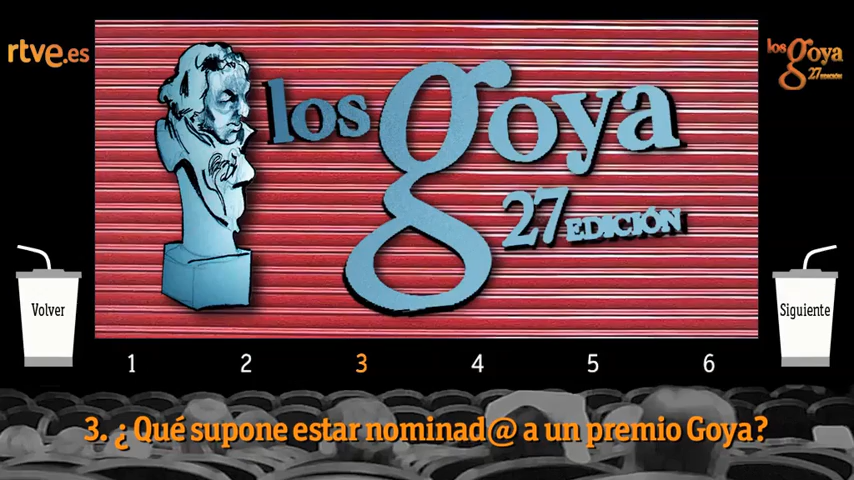 rtve.es
los goya
27 EDICIÓN
los goya
27 EDICIÓN
Volver
Siguiente
1 2 3 4 5 6
3. ¿ Qué supone estar nominad@ a un premio Goya?